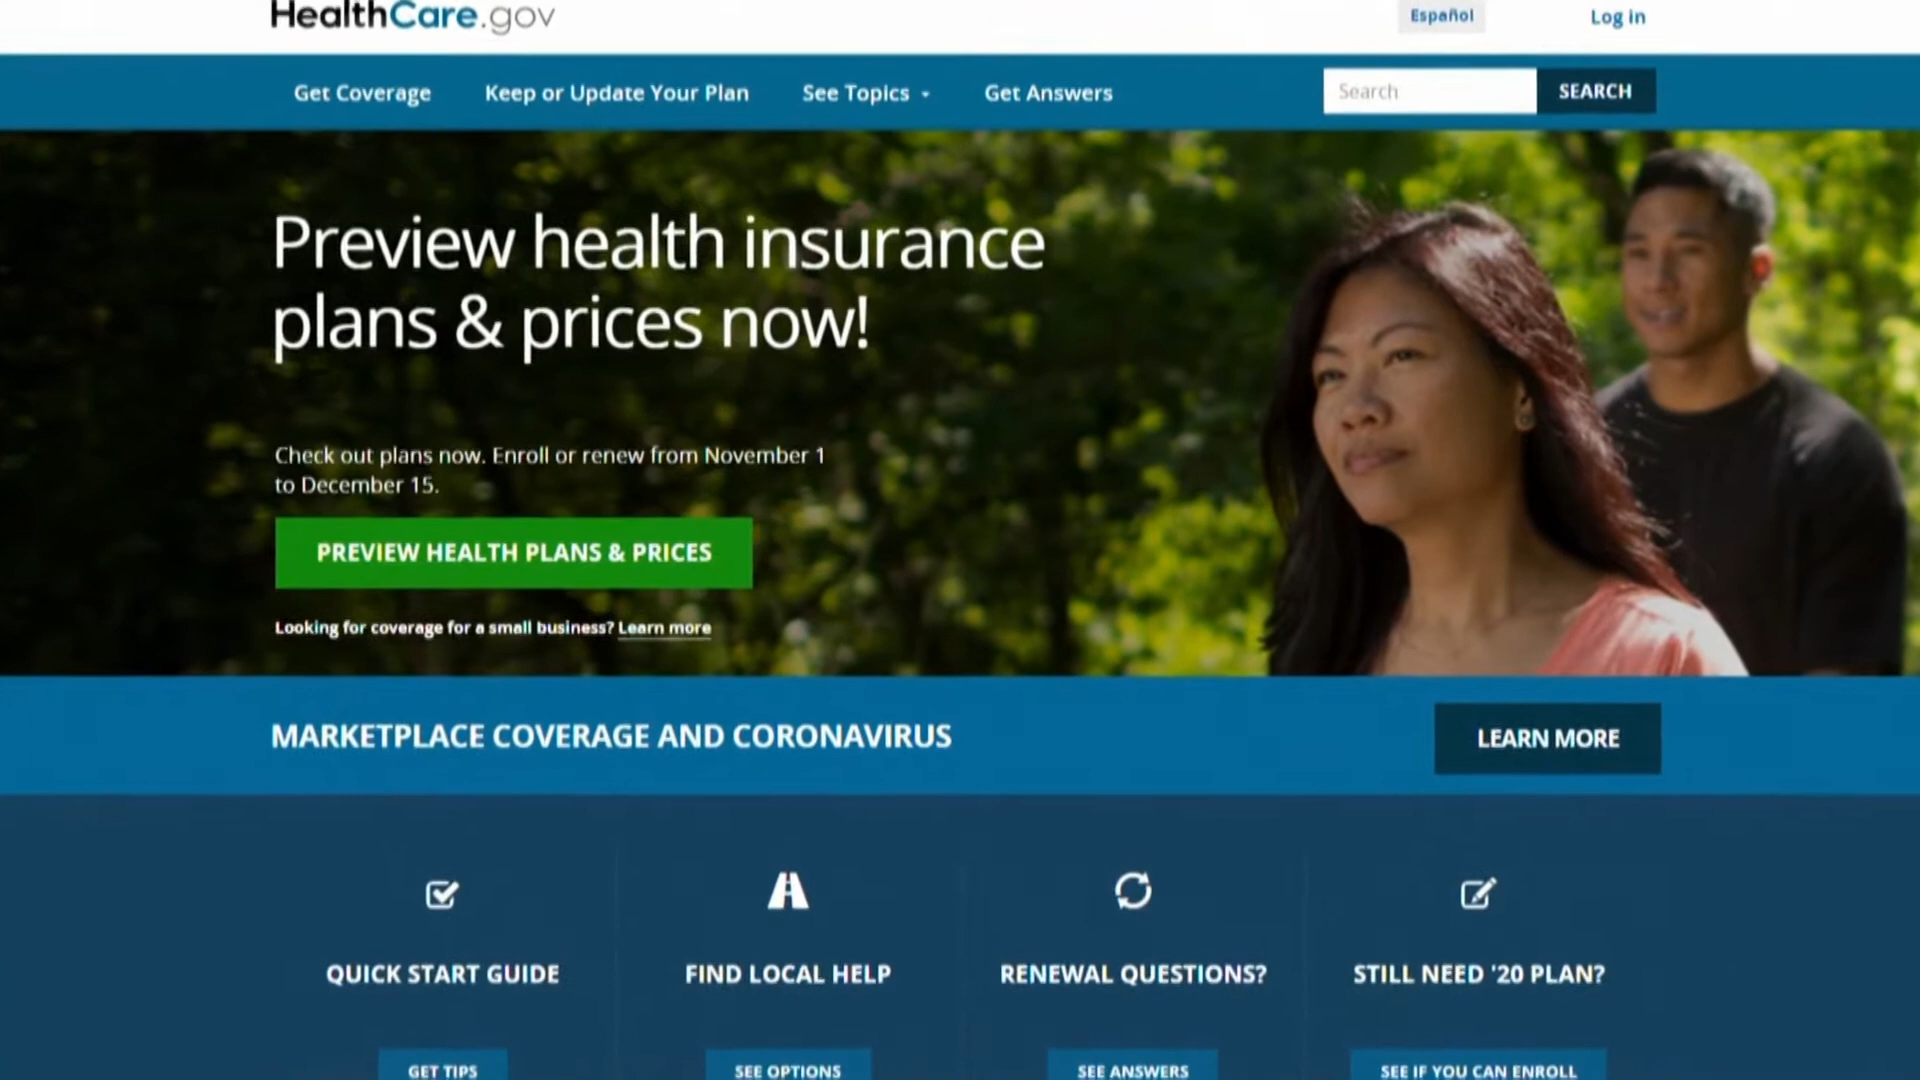 HealthCare.gov
Español
Log in
Get Coverage
Keep or Update Your Plan
See Topics
Get Answers
Search
SEARCH
Preview health insurance
plans & prices now!
Check out plans now. Enroll or renew from November 1
to December 15.
PREVIEW HEALTH PLANS & PRICES
Looking for coverage for a small business? Learn more
MARKETPLACE COVERAGE AND CORONAVIRUS
LEARN MORE
QUICK START GUIDE
FIND LOCAL HELP
RENEWAL QUESTIONS?
STILL NEED '20 PLAN?
GET TIPS
SEE OPTIONS
SEE ANSWERS
SEE IF YOU CAN ENROLL